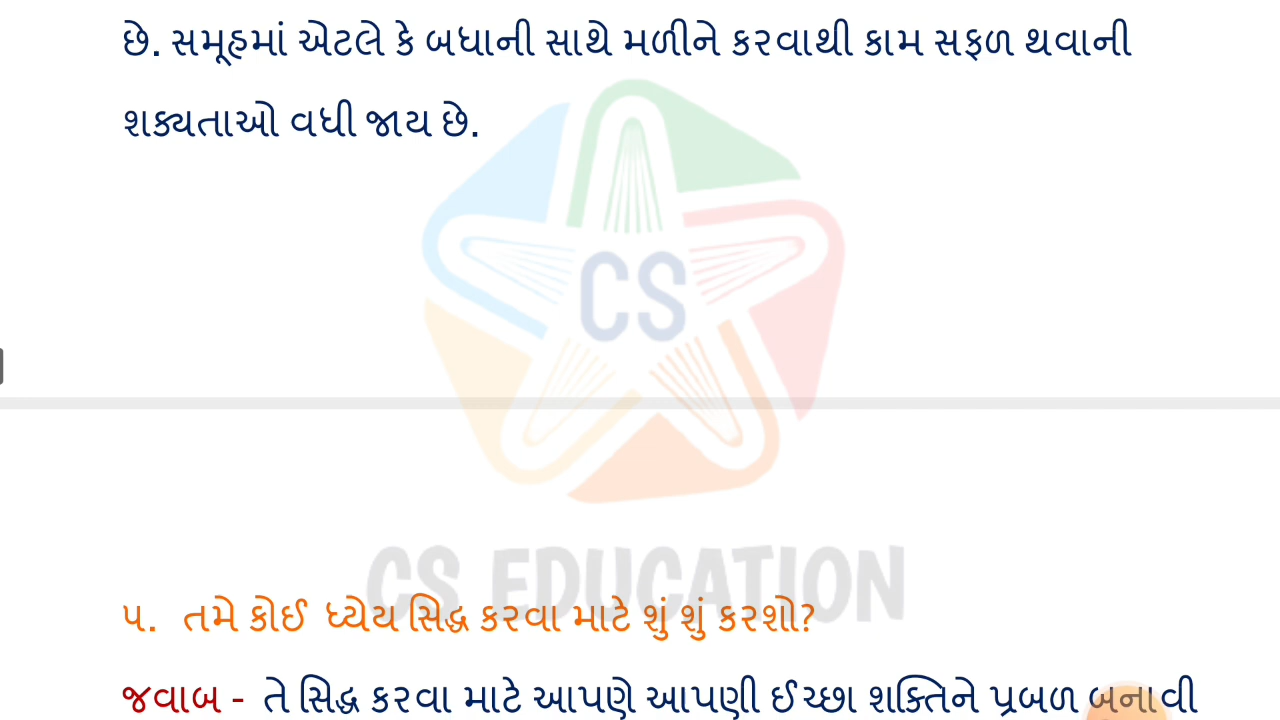 છે. સમૂહમાં એટલે કે બધાની સાથે મળીને કરવાથી કામ સફળ થવાની
શક્યતાઓ વધી જાય છે.
CS
CS EDUCATION
૫. તમે કોઈ ધ્યેય સિદ્ધ કરવા માટે શું શું કરશો?
જવાબ - તે સિદ્ધ કરવા માટે આપણે આપણી ઈચ્છા શક્તિને પ્રબળ બનાવી